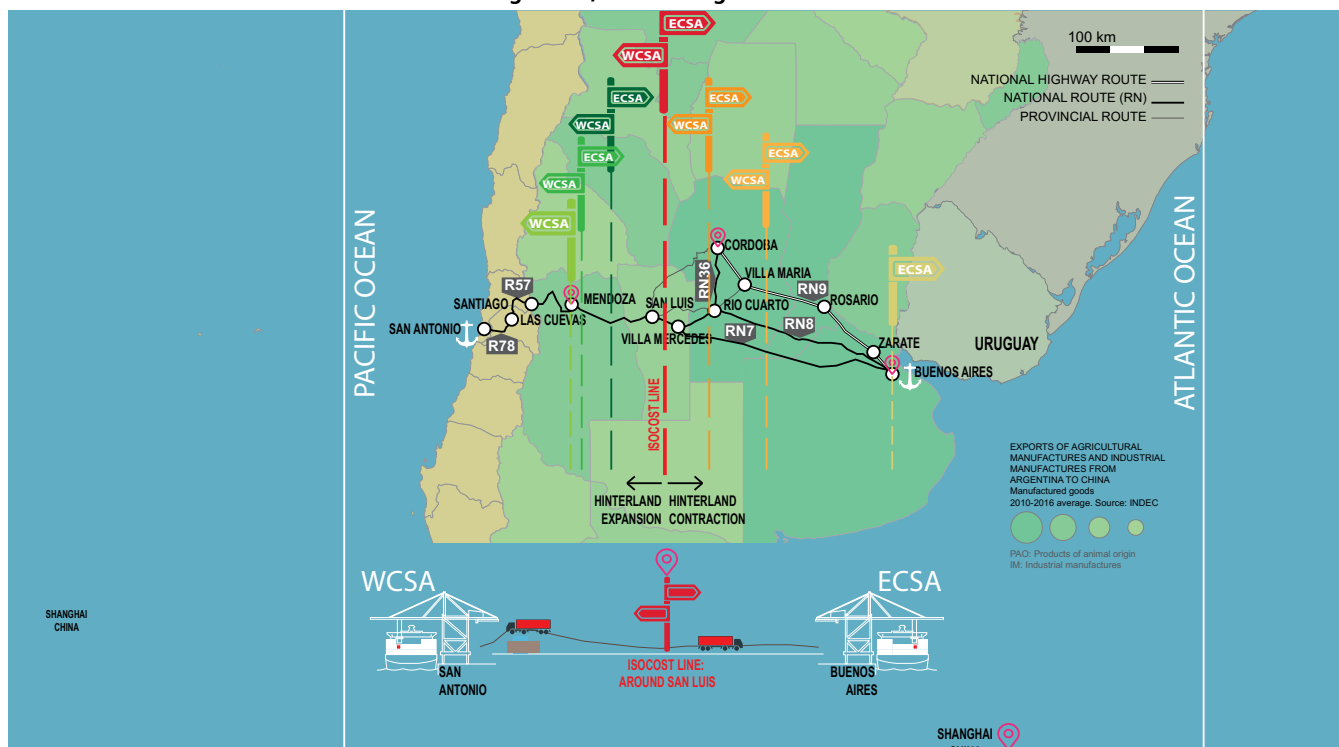 ECSA
WCSA
ECSA
WCSA
ECSA
WCSA
ECSA
WCSA
ECSA
WCSA
ECSA
WCSA
ECSA
100 km
NATIONAL HIGHWAY ROUTE
NATIONAL ROUTE (RN)
PROVINCIAL ROUTE
PACIFIC OCEAN
ATLANTIC OCEAN
CORDOBA
RN36
VILLA MARIA
R57
RN9
SANTIAGO
MENDOZA
SAN LUIS
RIO CUARTO
ROSARIO
SAN ANTONIO
LAS CUEVAS
R78
VILLA MERCEDES
RN7
RN8
ZARATE
URUGUAY
BUENOS AIRES
ISOCOST LINE
HINTERLAND
EXPANSION
HINTERLAND
CONTRACTION
EXPORTS OF AGRICULTURAL
MANUFACTURES AND INDUSTRIAL
MANUFACTURES FROM
ARGENTINA TO CHINA
Manufactured goods
2010-2016 average. Source: INDEC
PAO: Products of animal origin
IM: Industrial manufactures
WCSA
ECSA
SHANGHAI
CHINA
SAN
ANTONIO
ISOCOST LINE:
AROUND SAN LUIS
BUENOS
AIRES
SHANGHAI